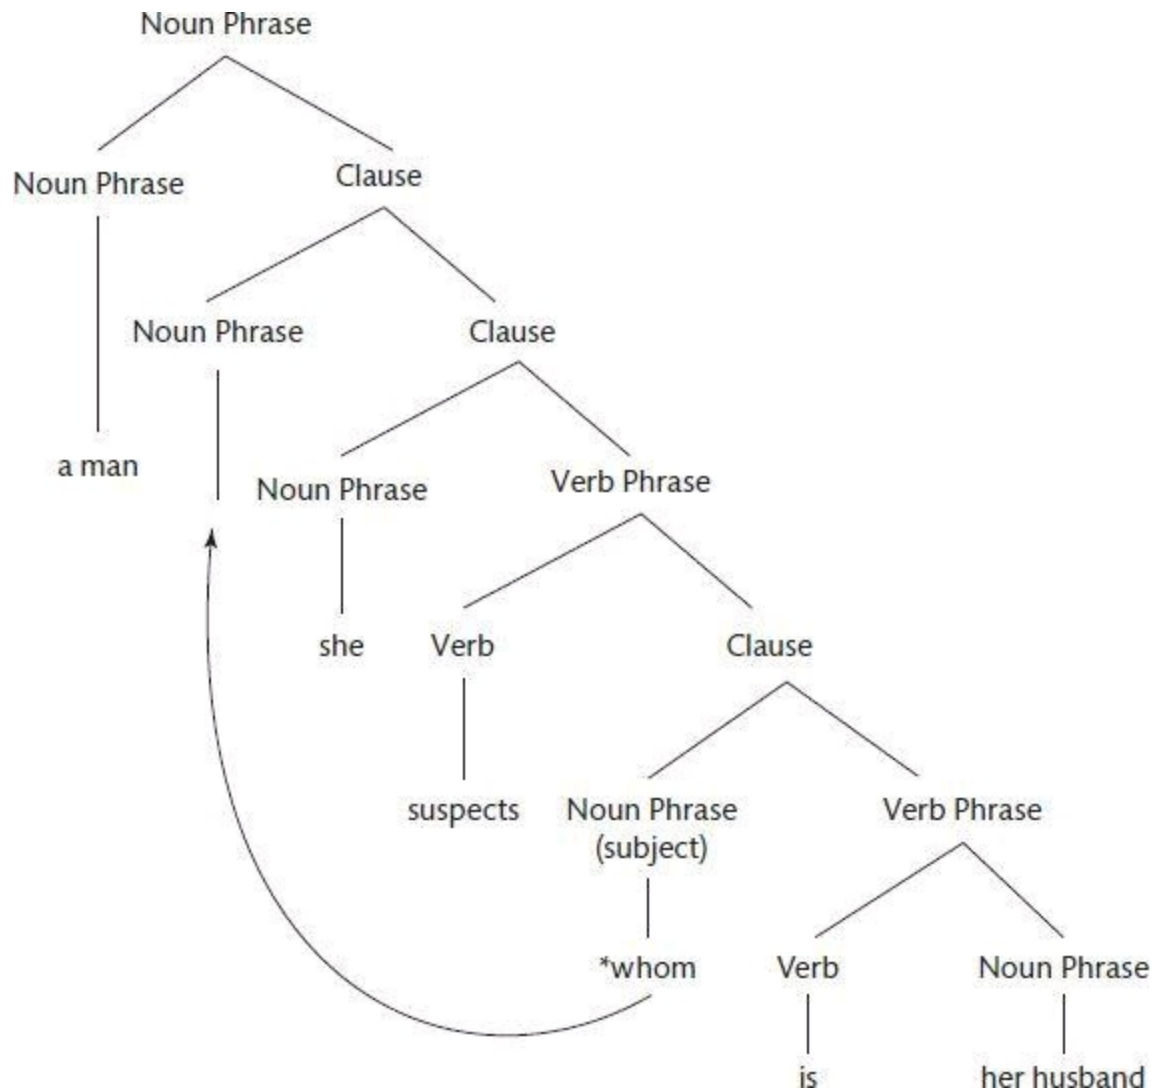 Noun Phrase
Noun Phrase
Clause
Noun Phrase
Clause
a man
Noun Phrase
Verb Phrase
she
Verb
Clause
suspects
Noun Phrase
(subject)
Verb Phrase
*whom
Verb
Noun Phrase
is
her husband